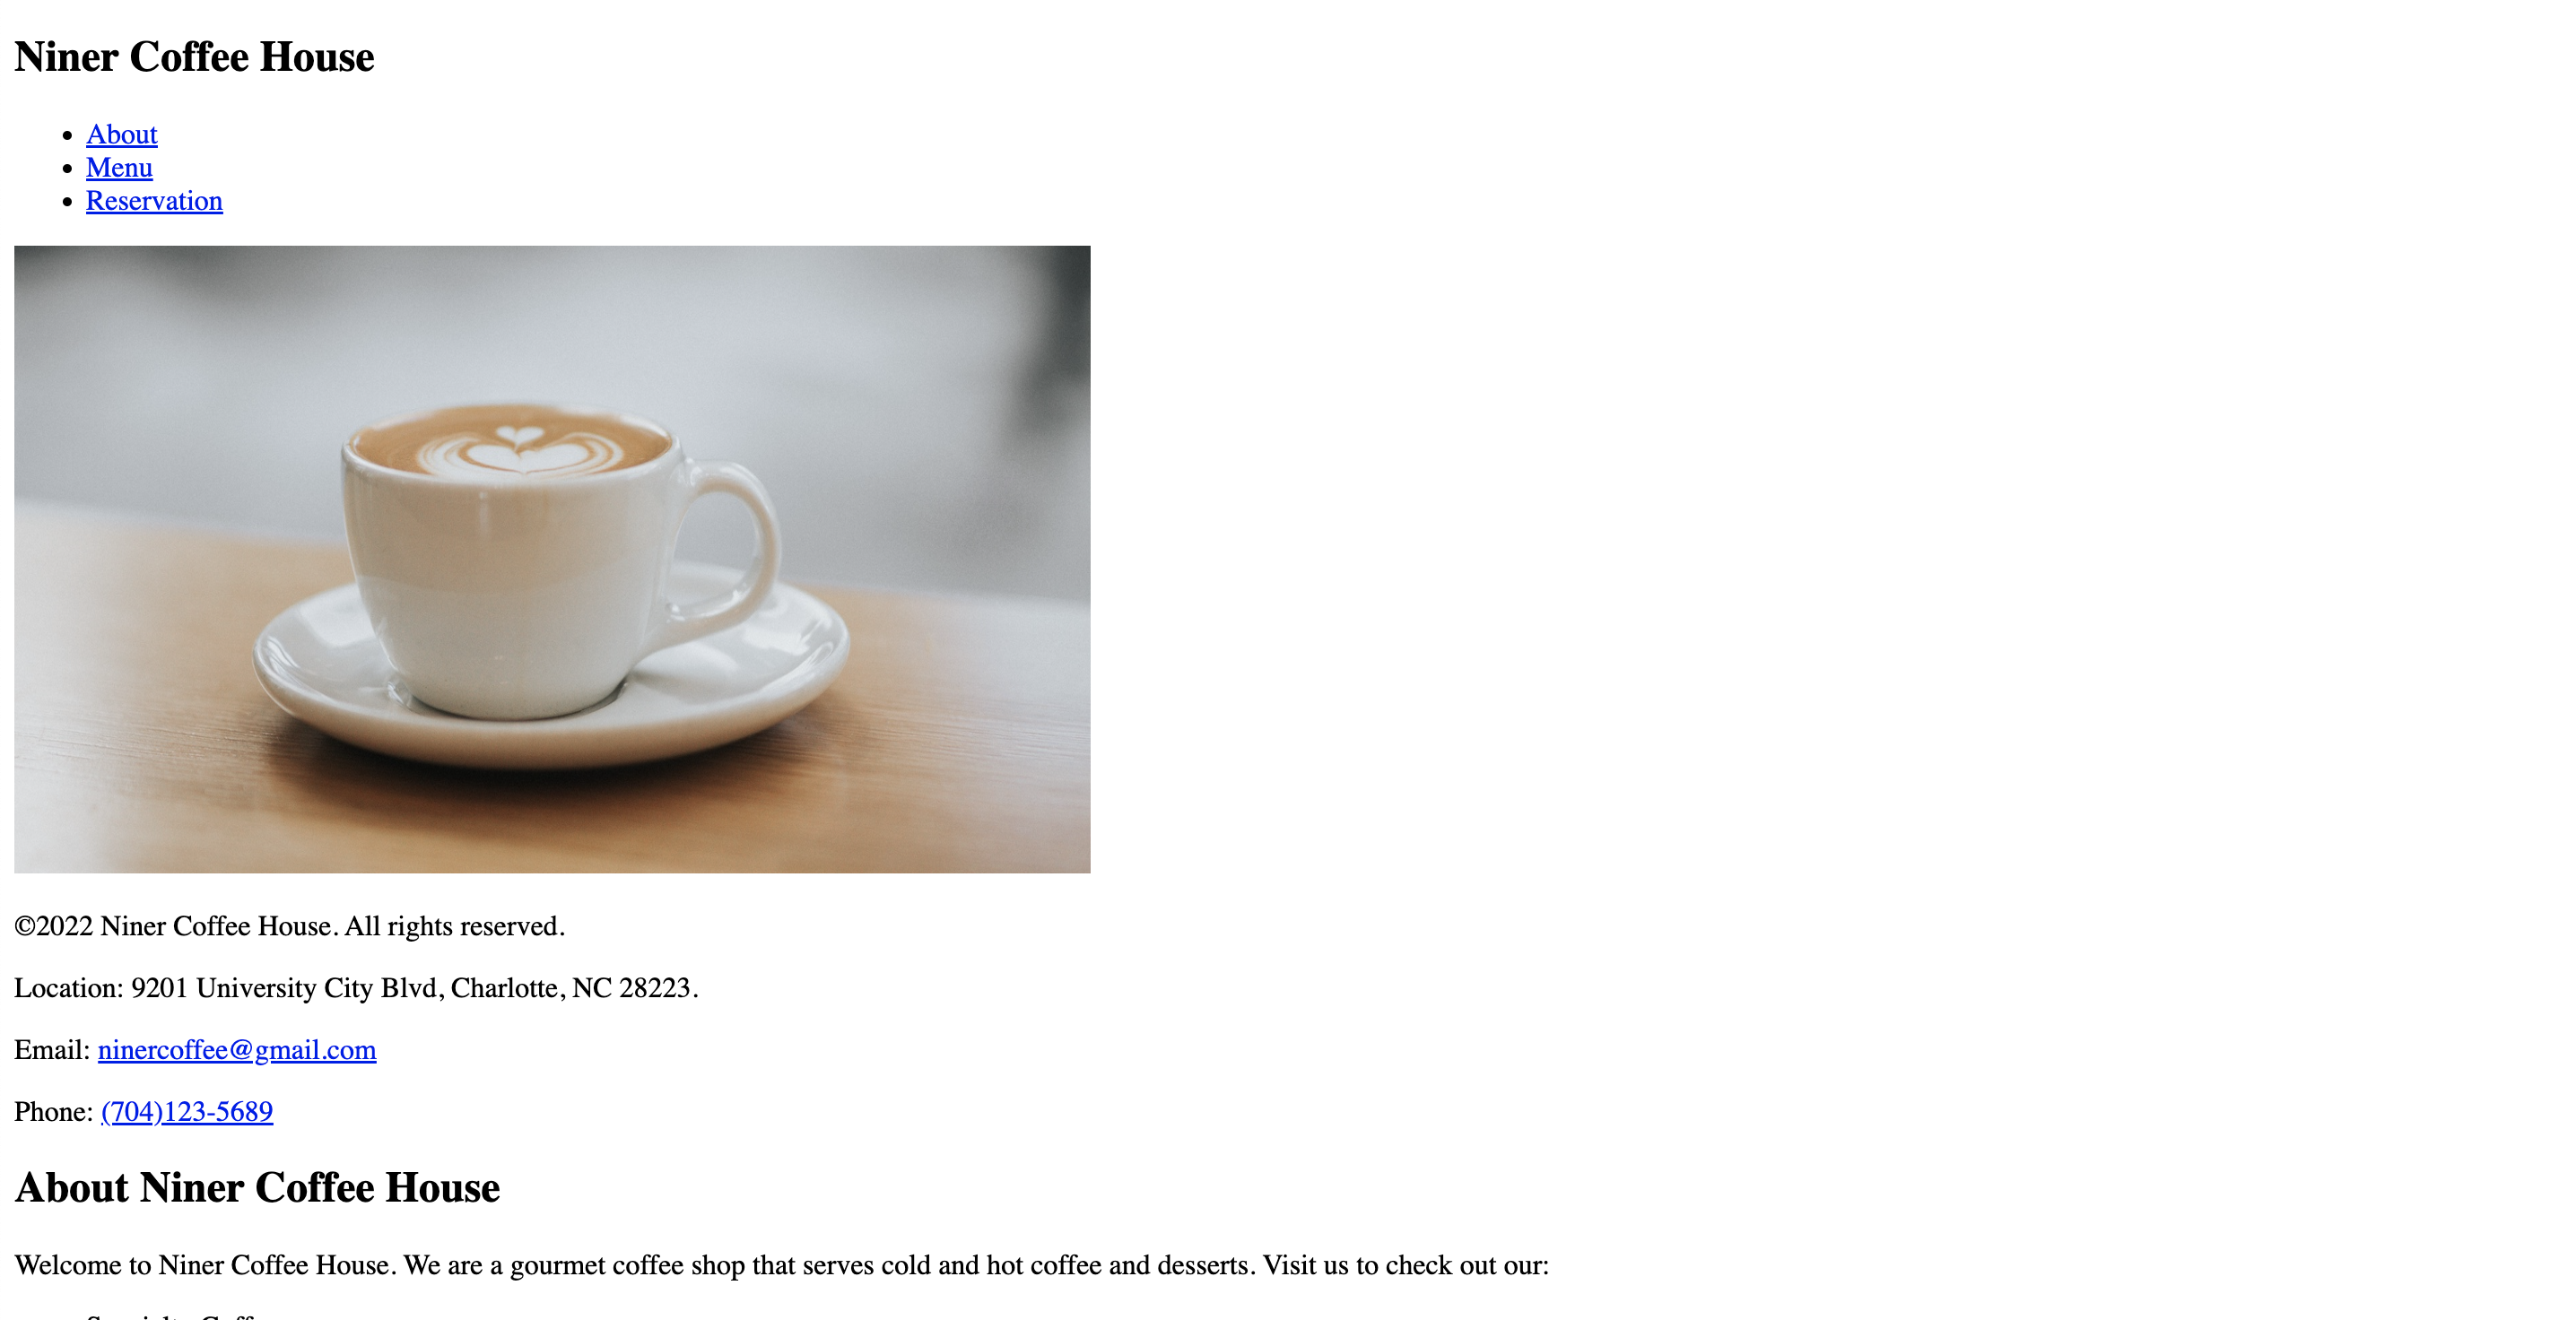 Niner Coffee House
About
Menu
Reservation
©2022 Niner Coffee House. All rights reserved.
Location: 9201 University City Blvd, Charlotte, NC 28223.
Email: ninercoffee@gmail.com
Phone: (704)123-5689
About Niner Coffee House
Welcome to Niner Coffee House. We are a gourmet coffee shop that serves cold and hot coffee and desserts. Visit us to check out our: